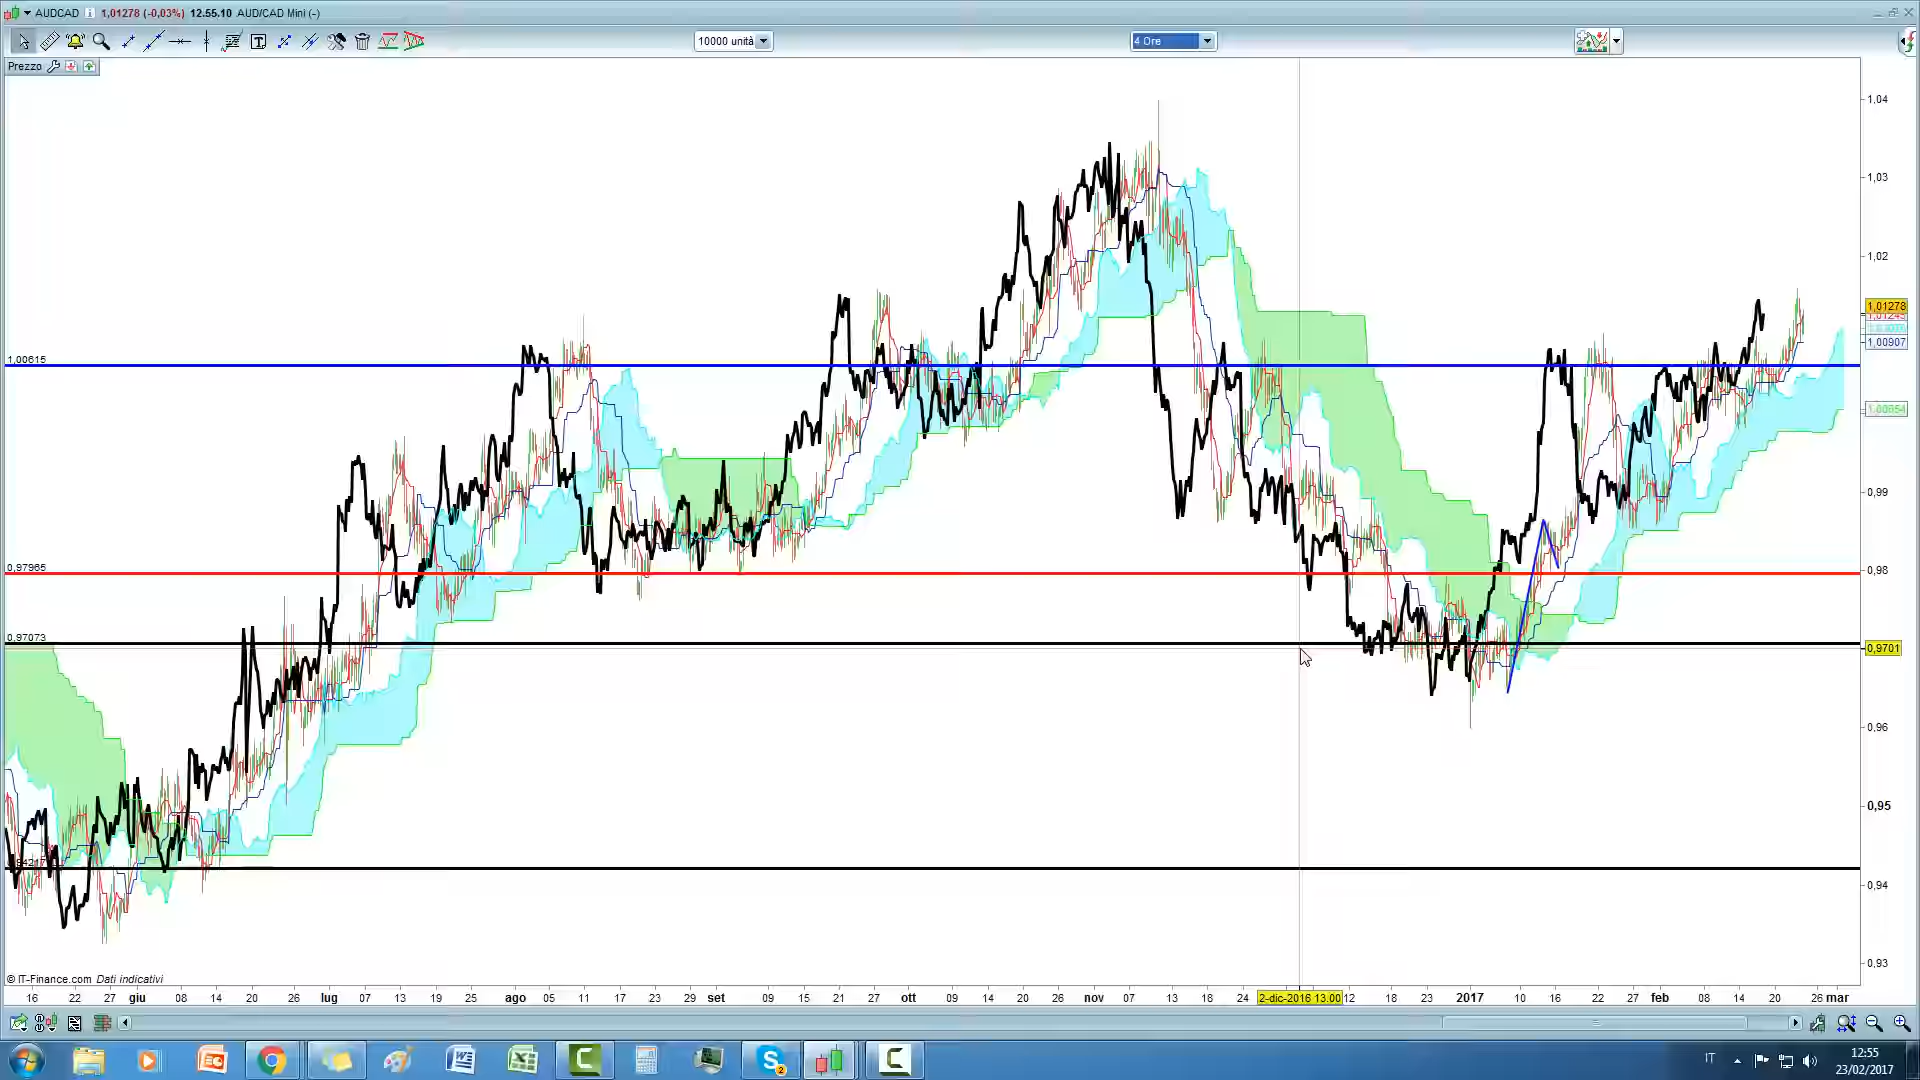 AUDCAD 1,01278 (-0,03%) 12.55.10 AUD/CAD Mini (-)
10000 unità
4 Ore
Prezzo
1,04
1,03
1,02
1,01278
1,00907
1,00615
1,00654
0,99
0,97985
0,98
0,97073
0,9701
0,96
0,95
0,94
0,93
© IT-Finance.com Dati indicativi
16 22 27 giu 08 14 20 26 lug 07 13 19 25 ago 05 11 17 23 29 set 09 15 21 27 ott 09 14 20 26 nov 07 13 18 24 2-dic-2016 13.00 12 18 23 2017 10 16 22 27 feb 08 14 20 26 mar
IT
12:55
23/02/2017